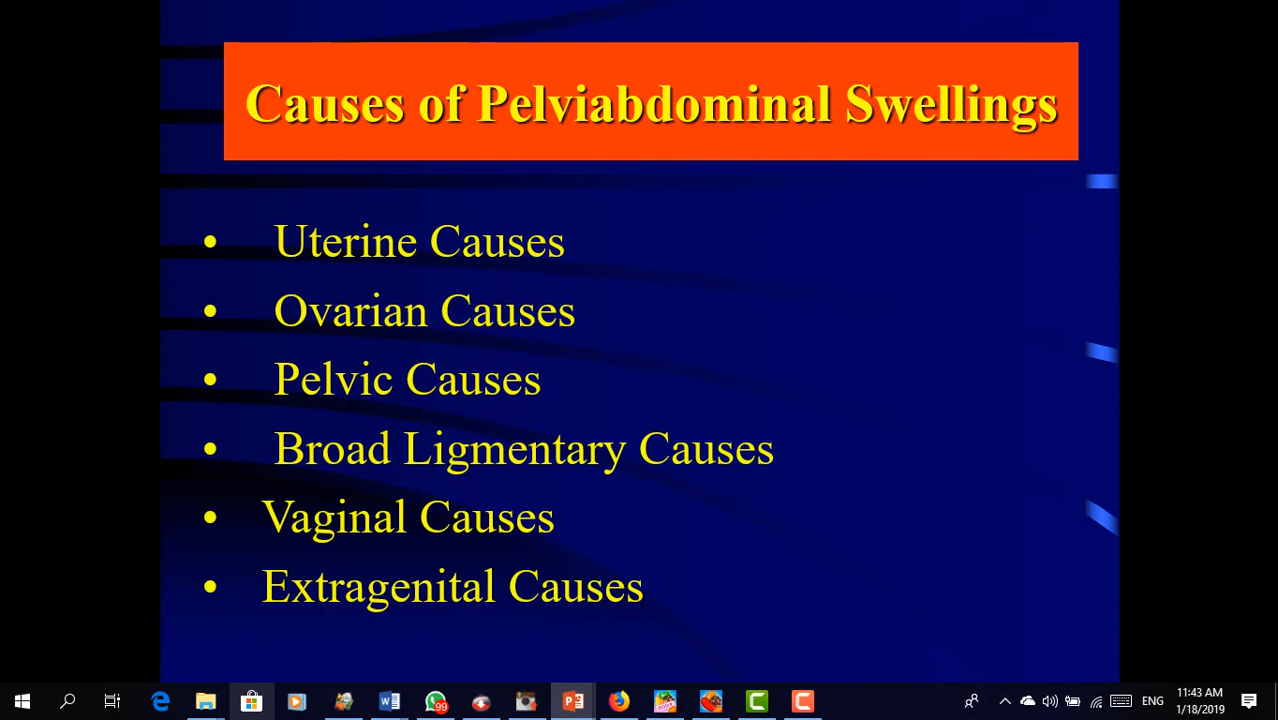 Causes of Pelviabdominal Swellings
• Uterine Causes
• Ovarian Causes
• Pelvic Causes
• Broad Ligmentary Causes
• Vaginal Causes
• Extragenital Causes
99
ENG
11:43 AM
1/18/2019